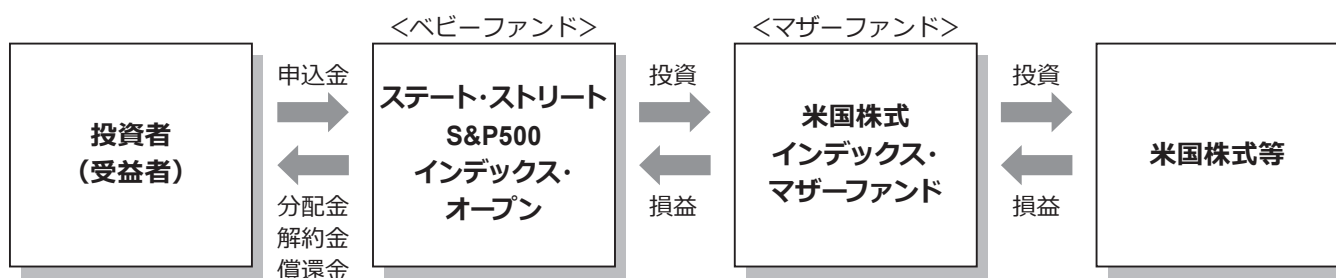 ＜ベビーファンド＞
＜マザーファンド＞
投資者
（受益者）
申込金
分配金
解約金
償還金
ステート･ストリート
S&P500
インデックス･
オープン
投資
損益
米国株式
インデックス･
マザーファンド
投資
損益
米国株式等